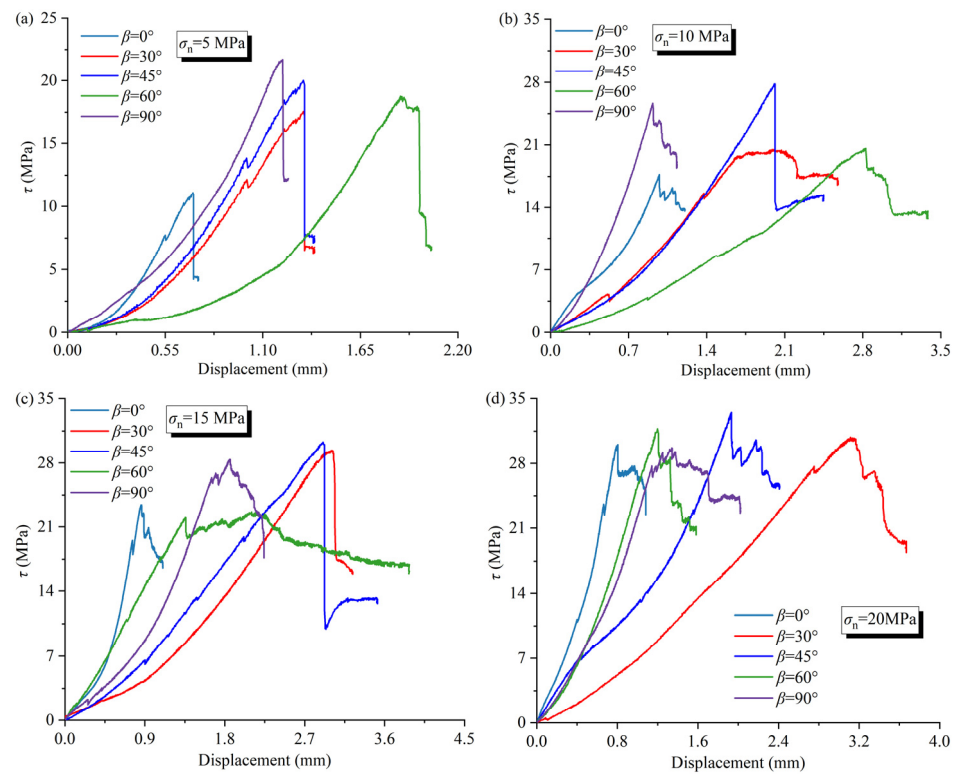 (a)
σn=5 MPa
β=0°
β=30°
β=45°
β=60°
β=90°
25
20
15
10
5
0
τ (MPa)
0.00 0.55 1.10 1.65 2.20
Displacement (mm)
(b)
σn=10 MPa
β=0°
β=30°
β=45°
β=60°
β=90°
35
28
21
14
7
0
τ (MPa)
0.0 0.7 1.4 2.1 2.8 3.5
Displacement (mm)
(c)
σn=15 MPa
β=0°
β=30°
β=45°
β=60°
β=90°
35
28
21
14
7
0
τ (MPa)
0.0 0.9 1.8 2.7 3.6 4.5
Displacement (mm)
(d)
σn=20MPa
β=0°
β=30°
β=45°
β=60°
β=90°
35
28
21
14
7
0
τ (MPa)
0.0 0.8 1.6 2.4 3.2 4.0
Displacement (mm)